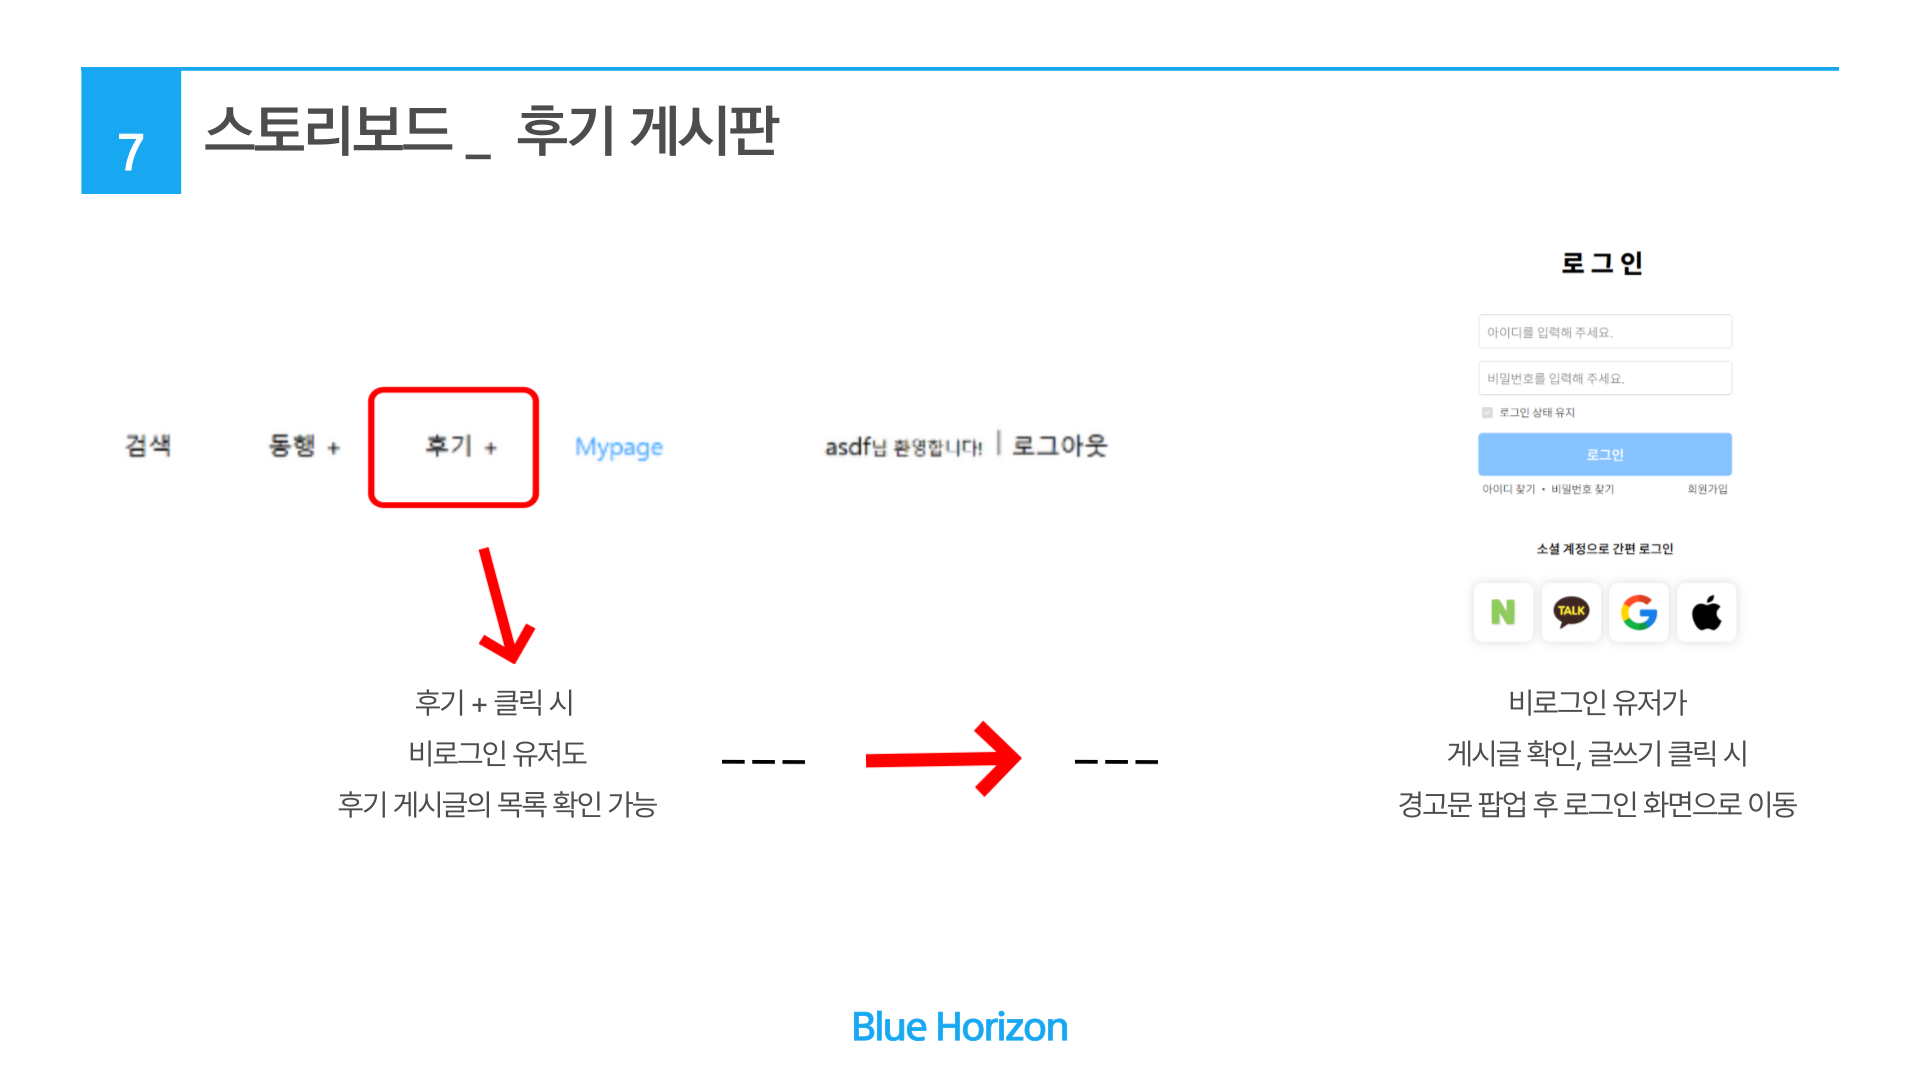 7
스토리보드 _ 후기 게시판
검색 동행 + 후기 + Mypage asdf님 환영합니다! | 로그아웃
후기 + 클릭 시
비로그인 유저도
후기 게시글의 목록 확인 가능
로그인
아이디를 입력해 주세요.
비밀번호를 입력해 주세요.
로그인 상태 유지
로그인
아이디 찾기 • 비밀번호 찾기 회원가입
소셜 계정으로 간편 로그인
N TALK G
비로그인 유저가
게시글 확인, 글쓰기 클릭 시
경고문 팝업 후 로그인 화면으로 이동
Blue Horizon